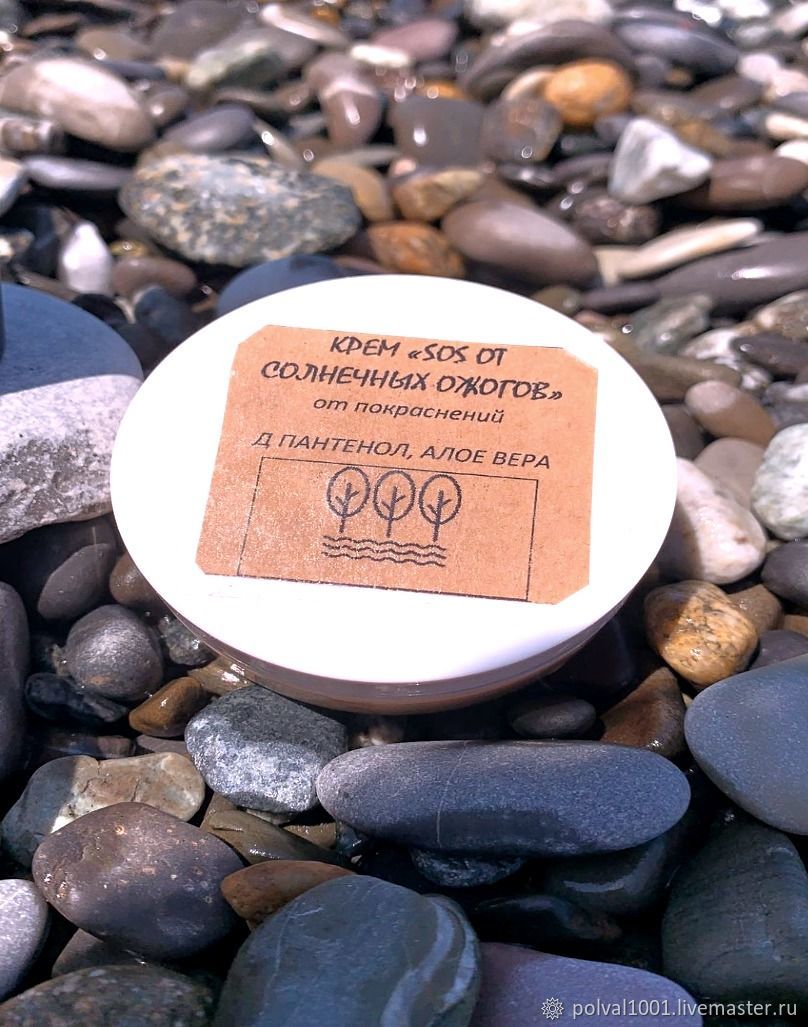 КРЕМ «SOS ОТ
СОЛНЕЧНЫХ ОЖОГОВ»
от покраснений
Д ПАНТЕНОЛ, АЛОЕ ВЕРА
polval1001.livemaster.ru